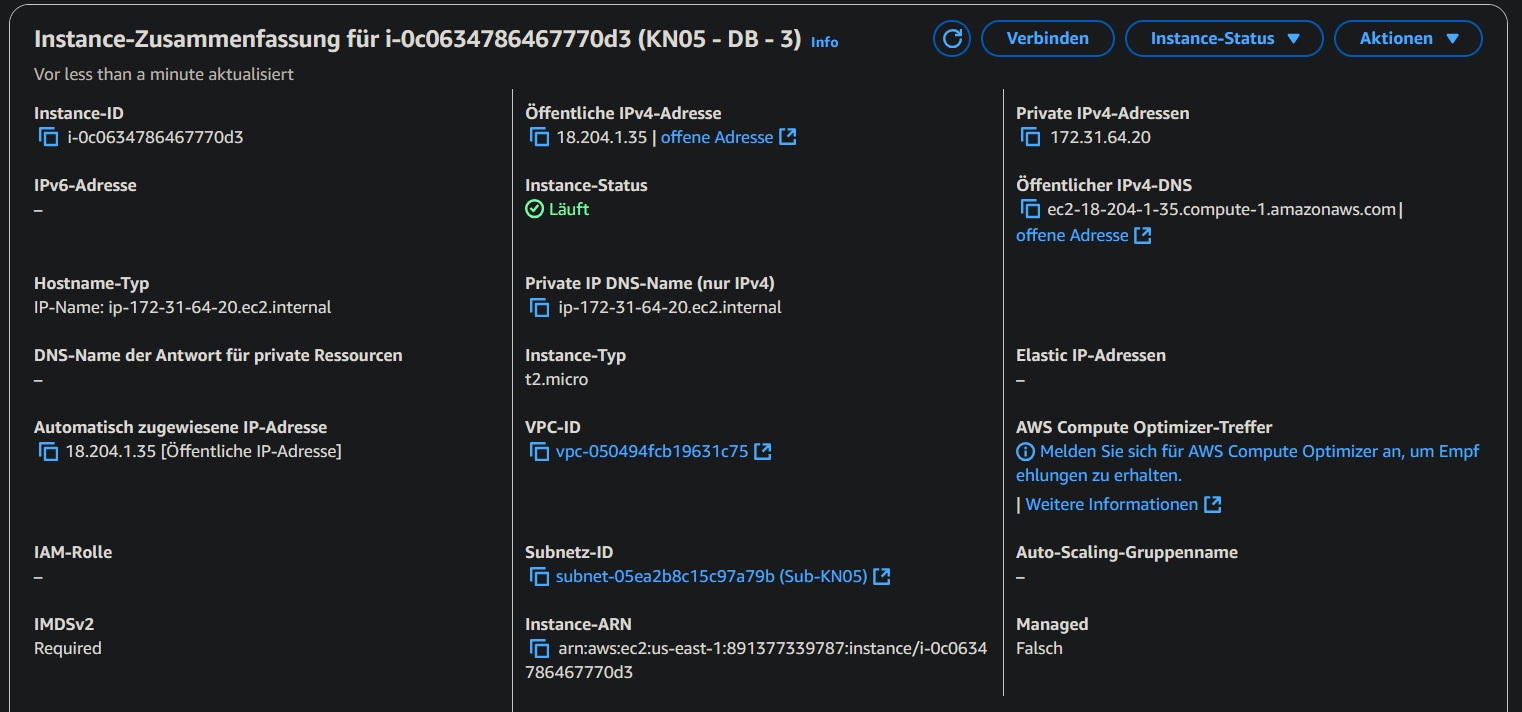 Instance-Zusammenfassung für i-0c0634786467770d3 (KN05 - DB - 3) Info
Verbinden
Instance-Status
Aktionen
Vor less than a minute aktualisiert
Instance-ID
i-0c0634786467770d3
Öffentliche IPv4-Adresse
18.204.1.35 | offene Adresse
Private IPv4-Adressen
172.31.64.20
IPv6-Adresse
–
Instance-Status
Läuft
Öffentlicher IPv4-DNS
ec2-18-204-1-35.compute-1.amazonaws.com |
offene Adresse
Hostname-Typ
IP-Name: ip-172-31-64-20.ec2.internal
Private IP DNS-Name (nur IPv4)
ip-172-31-64-20.ec2.internal
DNS-Name der Antwort für private Ressourcen
–
Instance-Typ
t2.micro
Elastic IP-Adressen
–
Automatisch zugewiesene IP-Adresse
18.204.1.35 [Öffentliche IP-Adresse]
VPC-ID
vpc-050494fcb19631c75
AWS Compute Optimizer-Treffer
Melden Sie sich für AWS Compute Optimizer an, um Empf
ehlungen zu erhalten.
| Weitere Informationen
IAM-Rolle
–
Subnetz-ID
subnet-05ea2b8c15c97a79b (Sub-KN05)
Auto-Scaling-Gruppenname
–
IMDSv2
Required
Instance-ARN
arn:aws:ec2:us-east-1:891377339787:instance/i-0c0634
786467770d3
Managed
Falsch